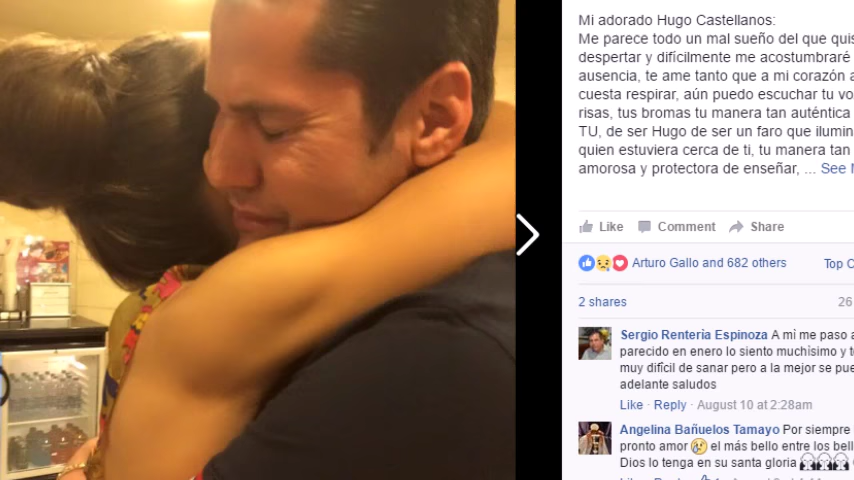 Mi adorado Hugo Castellanos:
Me parece todo un mal sueño del que quis
despertar y difícilmente me acostumbraré
ausencia, te ame tanto que a mi corazón a
cuesta respirar, aún puedo escuchar tu vo
risas, tus bromas tu manera tan auténtica
TU, de ser Hugo de ser un faro que ilumin
quien estuviera cerca de ti, tu manera tan
amorosa y protectora de enseñar, ... See
Like Comment Share
Arturo Gallo and 682 others Top C
2 shares 26
Sergio Rentería Espinoza A mi me paso a
parecido en enero lo siento muchísimo y t
muy difícil de sanar pero a la mejor se pue
adelante saludos
Like · Reply · August 10 at 2:28am
Angelina Bañuelos Tamayo Por siempre
pronto amor el más bello entre los bell
Dios lo tenga en su santa gloria